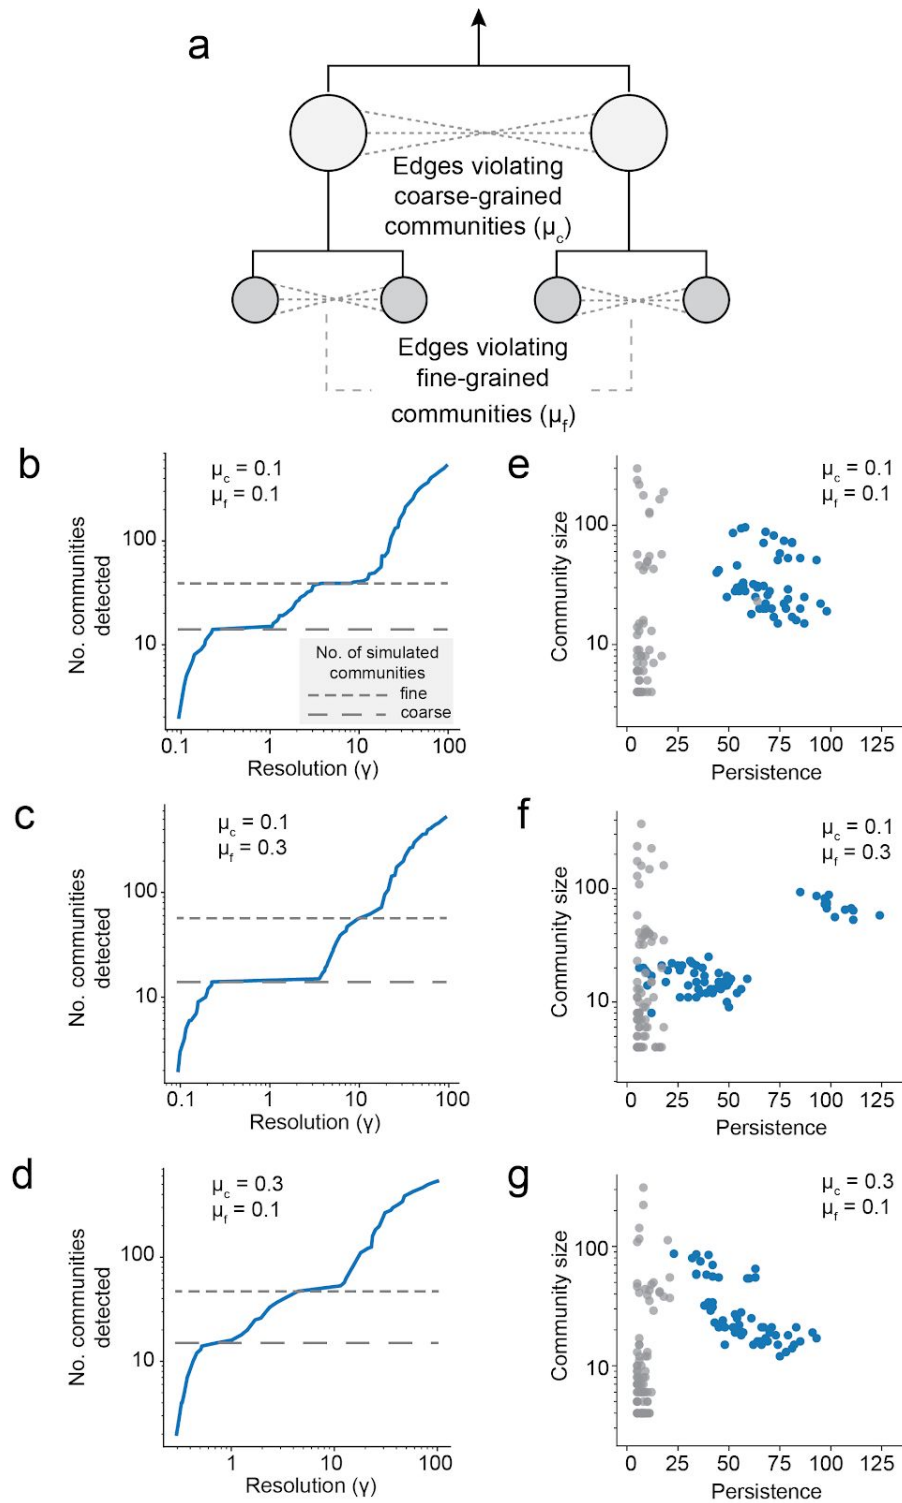 a
Edges violating
coarse-grained
communities (μc)
Edges violating
fine-grained
communities (μf)
b
μc = 0.1
μf = 0.1
No. communities
detected
100
10
No. of simulated
communities
fine
coarse
0.1 1 10 100
Resolution (γ)
e
μc = 0.1
μf = 0.1
Community size
100
10
0 25 50 75 100 125
Persistence
c
μc = 0.1
μf = 0.3
No. communities
detected
100
10
0.1 1 10 100
Resolution (γ)
f
μc = 0.1
μf = 0.3
Community size
100
10
0 25 50 75 100 125
Persistence
d
μc = 0.3
μf = 0.1
No. communities
detected
100
10
1 10 100
Resolution (γ)
g
μc = 0.3
μf = 0.1
Community size
100
10
0 25 50 75 100 125
Persistence